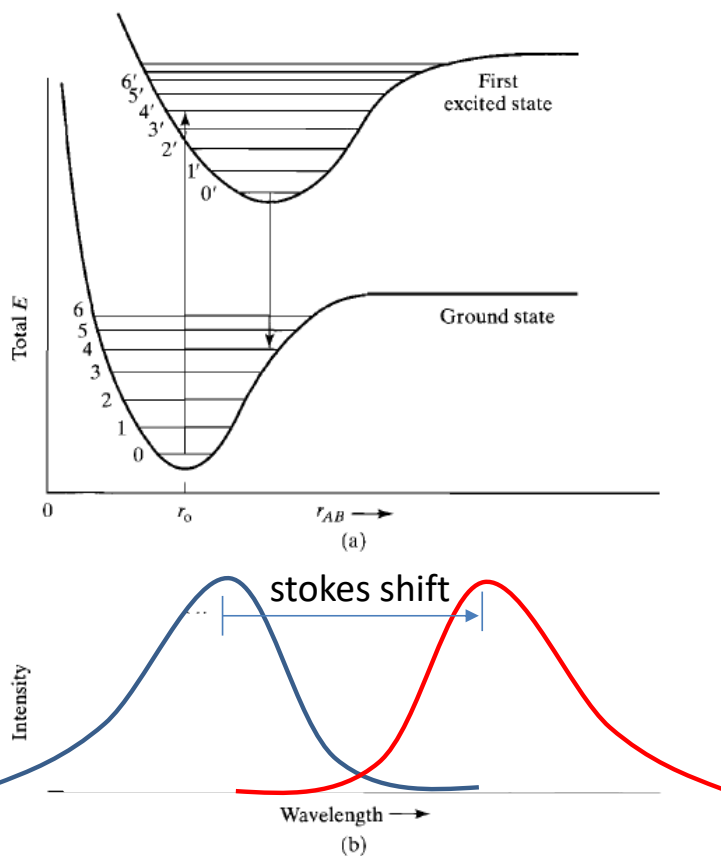 First
excited state
6′
5′
4′
3′
2′
1′
0′
Total E
6
5
4
3
2
1
0
Ground state
0
r₀
r_AB
(a)
stokes shift
Intensity
Wavelength
(b)